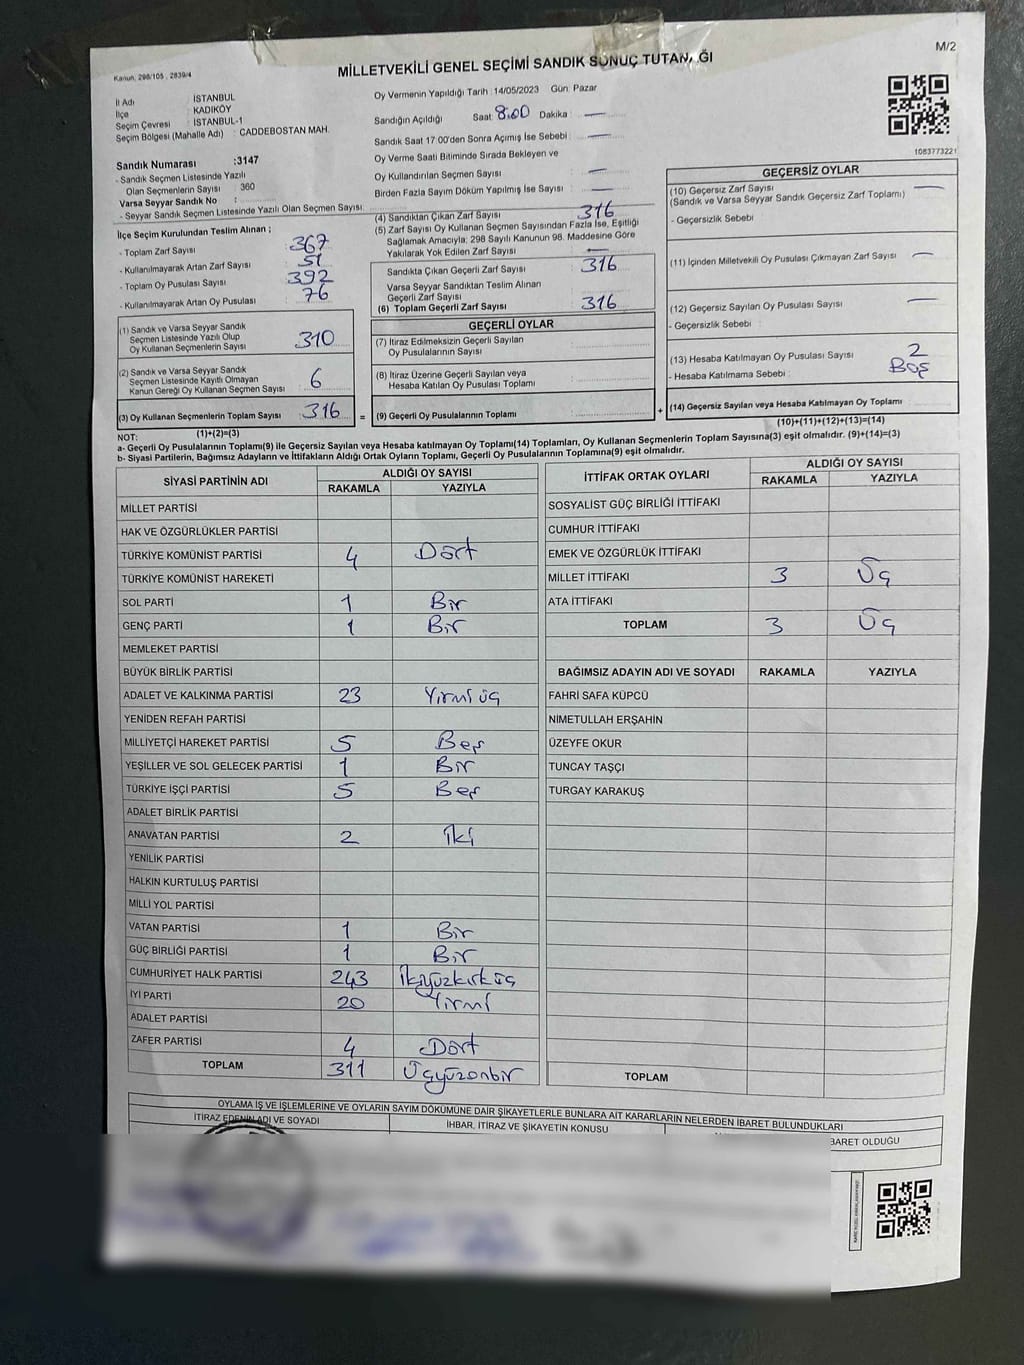 M/2
Kanun, 298/105 , 2839/4
MİLLETVEKİLİ GENEL SEÇİMİ SANDIK SONUÇ TUTANAĞI
İl Adı : İSTANBUL
İlçe : KADIKÖY
Seçim Çevresi : İSTANBUL-1
Seçim Bölgesi (Mahalle Adı) : CADDEBOSTAN MAH.
Oy Vermenin Yapıldığı Tarih :14/05/2023 Gün: Pazar
Sandığın Açıldığı Saat 8:00 Dakika : —
Sandık Saat 17:00'den Sonra Açımış İse Sebebi : —
Oy Verme Saati Bitiminde Sırada Bekleyen ve
Oy Kullandırılan Seçmen Sayısı : —
Birden Fazla Sayım Döküm Yapılmış İse Sayısı : —
1083773221
Sandık Numarası :3147
- Sandık Seçmen Listesinde Yazılı
Olan Seçmenlerin Sayısı : 360
Varsa Seyyar Sandık No :
- Seyyar Sandık Seçmen Listesinde Yazılı Olan Seçmen Sayısı:
İlçe Seçim Kurulundan Teslim Alınan ;
- Toplam Zarf Sayısı : 367
- Kullanılmayarak Artan Zarf Sayısı : 51
- Toplam Oy Pusulası Sayısı : 392
- Kullanılmayarak Artan Oy Pusulası : 76
(1) Sandık ve Varsa Seyyar Sandık
Seçmen Listesinde Yazılı Olup
Oy Kullanan Seçmenlerin Sayısı : 310
(2) Sandık ve Varsa Seyyar Sandık
Seçmen Listesinde Kayıtlı Olmayan
Kanun Gereği Oy Kullanan Seçmen Sayısı : 6
(3) Oy Kullanan Seçmenlerin Toplam Sayısı : 316
(1)+(2)=(3)
(4) Sandıktan Çıkan Zarf Sayısı : 316
(5) Zarf Sayısı Oy Kullanan Seçmen Sayısından Fazla İse, Eşitliği
Sağlamak Amacıyla; 298 Sayılı Kanunun 98. Maddesine Göre
Yakılarak Yok Edilen Zarf Sayısı : —
Sandıkta Çıkan Geçerli Zarf Sayısı : 316
Varsa Seyyar Sandıktan Teslim Alınan
Geçerli Zarf Sayısı :
(6) Toplam Geçerli Zarf Sayısı : 316
GEÇERLİ OYLAR
(7) İtiraz Edilmeksizin Geçerli Sayılan
Oy Pusulalarının Sayısı :
(8) İtiraz Üzerine Geçerli Sayılan veya
Hesaba Katılan Oy Pusulası Toplamı :
= (9) Geçerli Oy Pusulalarının Toplamı :
GEÇERSİZ OYLAR
(10) Geçersiz Zarf Sayısı : —
(Sandık ve Varsa Seyyar Sandık Geçersiz Zarf Toplamı)
- Geçersizlik Sebebi :
(11) İçinden Milletvekili Oy Pusulası Çıkmayan Zarf Sayısı : —
(12) Geçersiz Sayılan Oy Pusulası Sayısı : —
- Geçersizlik Sebebi :
(13) Hesaba Katılmayan Oy Pusulası Sayısı : 2
- Hesaba Katılmama Sebebi : Boş
+ (14) Geçersiz Sayılan veya Hesaba Katılmayan Oy Toplamı :
(10)+(11)+(12)+(13)=(14)
NOT:
a- Geçerli Oy Pusulalarının Toplamı(9) ile Geçersiz Sayılan veya Hesaba katılmayan Oy Toplamı(14) Toplamları, Oy Kullanan Seçmenlerin Toplam Sayısına(3) eşit olmalıdır. (9)+(14)=(3)
b- Siyasi Partilerin, Bağımsız Adayların ve İttifakların Aldığı Ortak Oyların Toplamı, Geçerli Oy Pusulalarının Toplamına(9) eşit olmalıdır.
SİYASİ PARTİNİN ADI ALDIĞI OY SAYISI
RAKAMLA YAZIYLA
MİLLET PARTİSİ
HAK VE ÖZGÜRLÜKLER PARTİSİ
TÜRKİYE KOMÜNİST PARTİSİ 4 Dört
TÜRKİYE KOMÜNİST HAREKETİ
SOL PARTİ 1 Bir
GENÇ PARTİ 1 Bir
MEMLEKET PARTİSİ
BÜYÜK BİRLİK PARTİSİ
ADALET VE KALKINMA PARTİSİ 23 Yirmi üç
YENİDEN REFAH PARTİSİ
MİLLİYETÇİ HAREKET PARTİSİ 5 Beş
YEŞİLLER VE SOL GELECEK PARTİSİ 1 Bir
TÜRKİYE İŞÇİ PARTİSİ 5 Beş
ADALET BİRLİK PARTİSİ
ANAVATAN PARTİSİ 2 İki
YENİLİK PARTİSİ
HALKIN KURTULUŞ PARTİSİ
MİLLİ YOL PARTİSİ
VATAN PARTİSİ 1 Bir
GÜÇ BİRLİĞİ PARTİSİ 1 Bir
CUMHURİYET HALK PARTİSİ 243 İkiyüzkırküç
İYİ PARTİ 20 Yirmi
ADALET PARTİSİ
ZAFER PARTİSİ 4 Dört
TOPLAM 311 Üçyüzonbir
İTTİFAK ORTAK OYLARI ALDIĞI OY SAYISI
RAKAMLA YAZIYLA
SOSYALİST GÜÇ BİRLİĞİ İTTİFAKI
CUMHUR İTTİFAKI
EMEK VE ÖZGÜRLÜK İTTİFAKI
MİLLET İTTİFAKI 3 Üç
ATA İTTİFAKI
TOPLAM 3 Üç
BAĞIMSIZ ADAYIN ADI VE SOYADI RAKAMLA YAZIYLA
FAHRİ SAFA KÜPCÜ
NİMETULLAH ERŞAHİN
ÜZEYFE OKUR
TUNCAY TAŞÇI
TURGAY KARAKUŞ
TOPLAM
OYLAMA İŞ VE İŞLEMLERİNE VE OYLARIN SAYIM DÖKÜMÜNE DAİR ŞİKAYETLERLE BUNLARA AİT KARARLARIN NELERDEN İBARET BULUNDUKLARI
İTİRAZ EDENİN ADI VE SOYADI İHBAR, İTİRAZ VE ŞİKAYETİN KONUSU BARET OLDUĞU